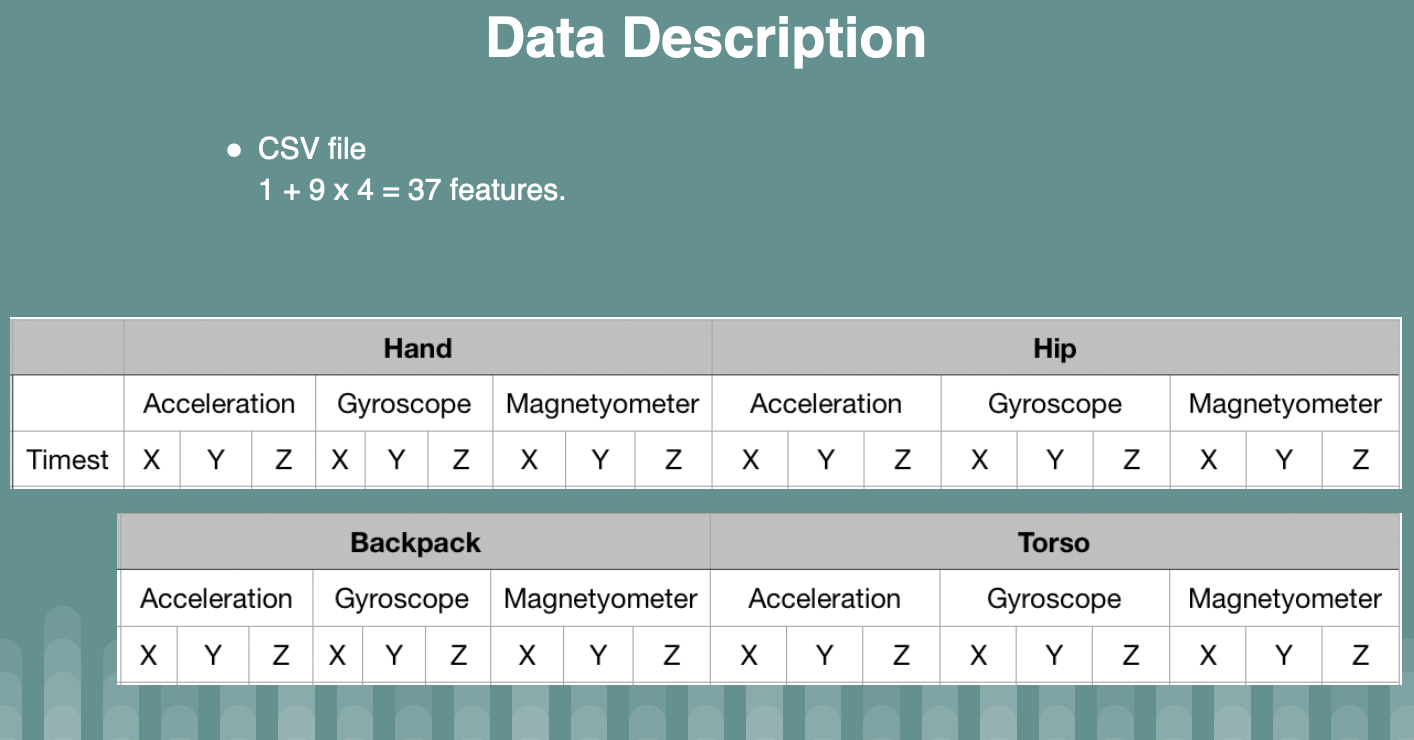 Data Description
● CSV file
1 + 9 x 4 = 37 features.
Hand Hip
Acceleration Gyroscope Magnetyometer Acceleration Gyroscope Magnetyometer
Timest X Y Z X Y Z X Y Z X Y Z X Y Z X Y Z
Backpack Torso
Acceleration Gyroscope Magnetyometer Acceleration Gyroscope Magnetyometer
X Y Z X Y Z X Y Z X Y Z X Y Z X Y Z